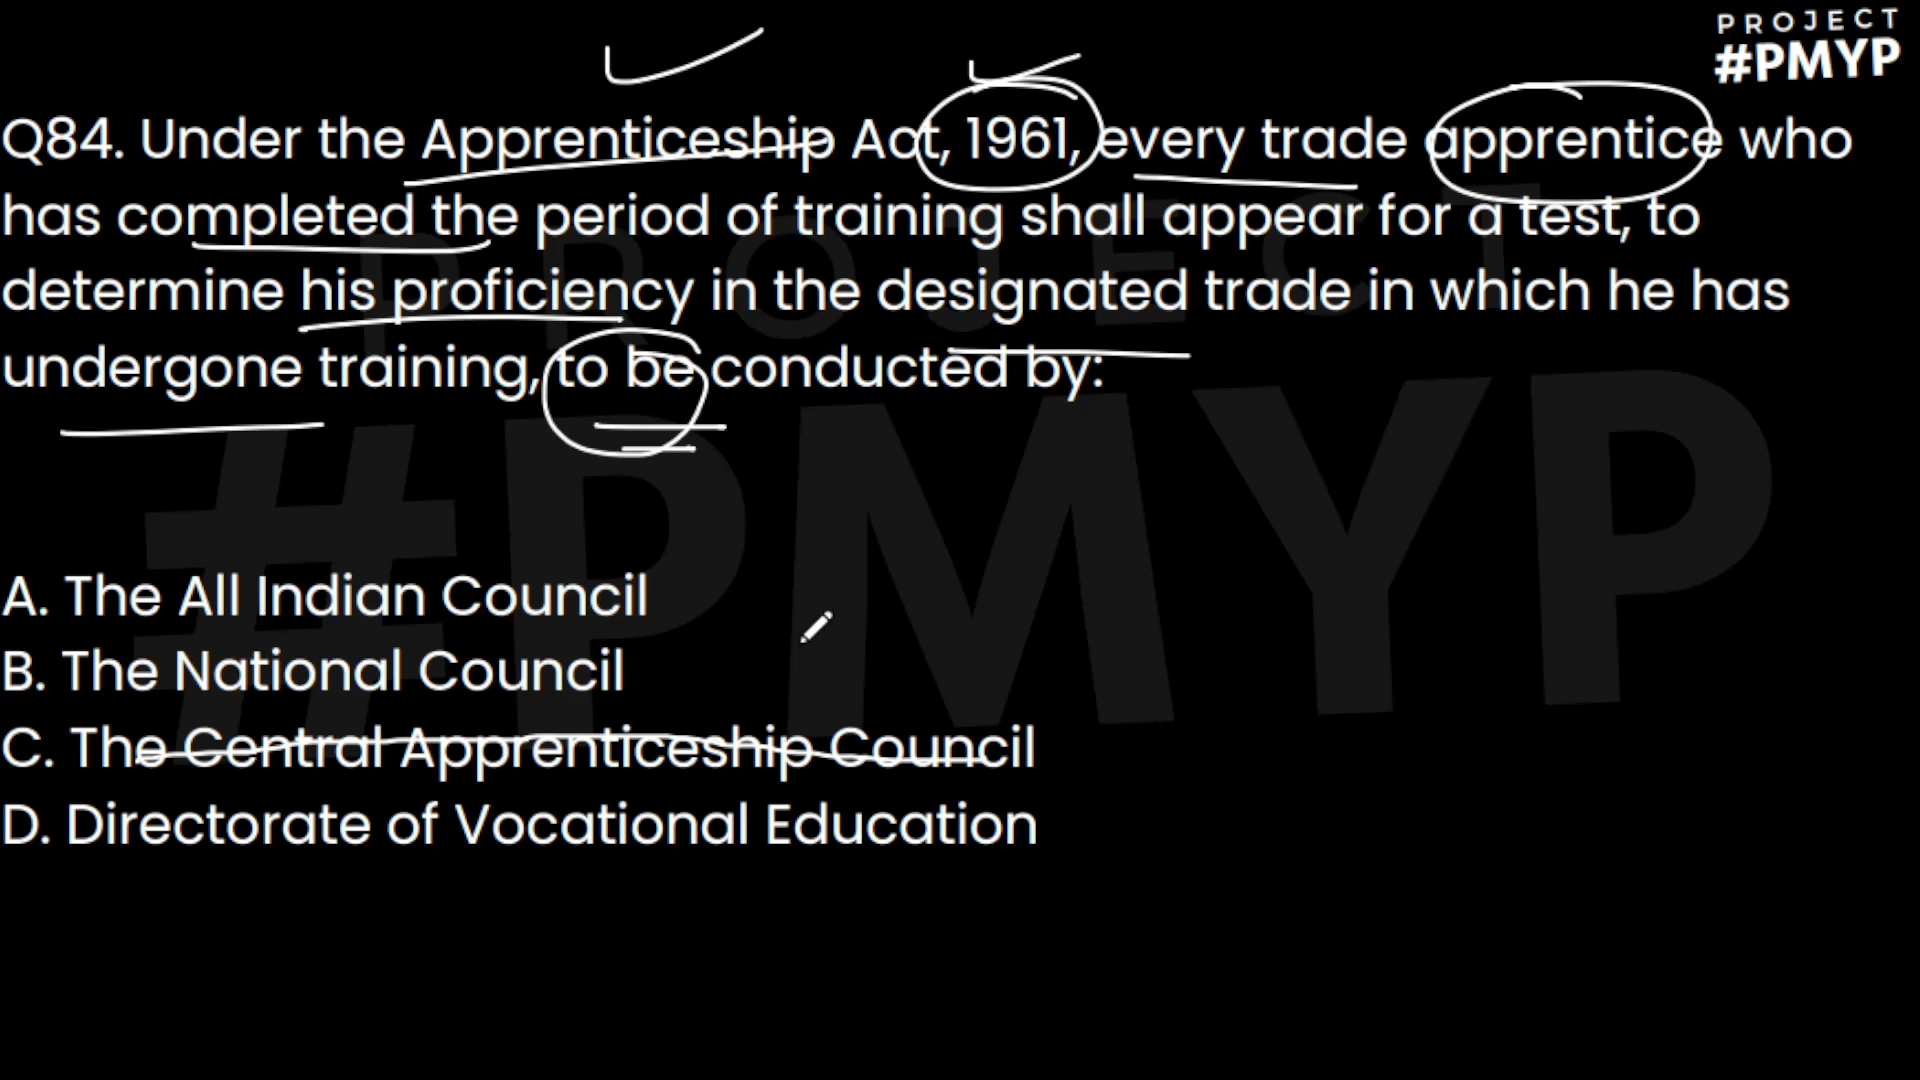 PROJECT
#PMYP
Q84. Under the Apprenticeship Act, 1961, every trade apprentice who
has completed the period of training shall appear for a test, to
determine his proficiency in the designated trade in which he has
undergone training, to be conducted by:
PROJECT
#PMYP
A. The All Indian Council
B. The National Council
C. The Central Apprenticeship Council
D. Directorate of Vocational Education